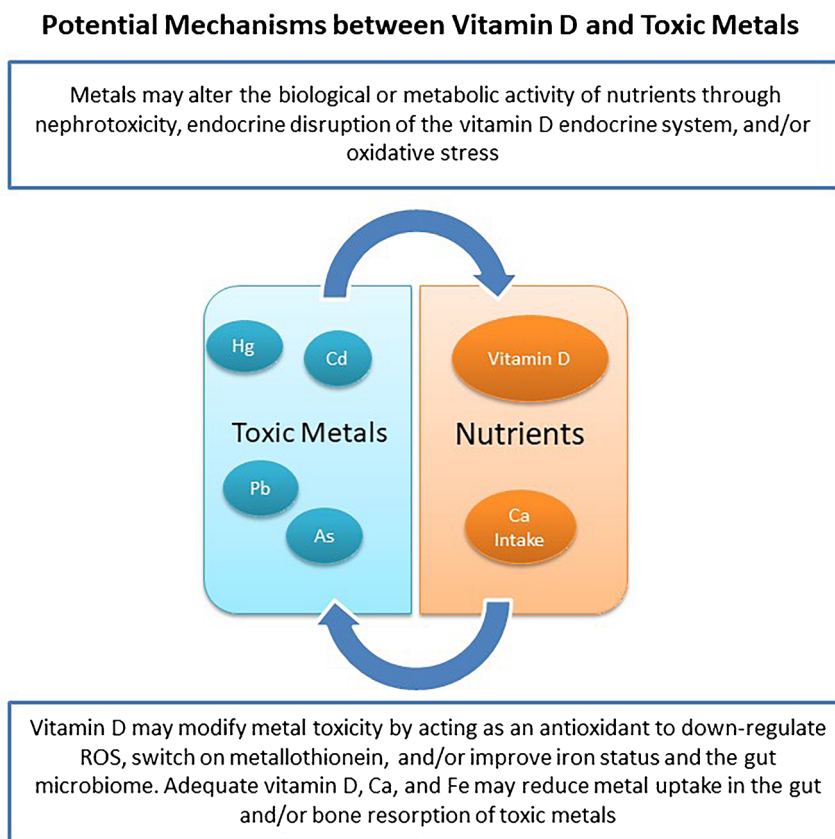 Potential Mechanisms between Vitamin D and Toxic Metals
Metals may alter the biological or metabolic activity of nutrients through
nephrotoxicity, endocrine disruption of the vitamin D endocrine system, and/or
oxidative stress
Hg
Cd
Vitamin D
Toxic Metals
Nutrients
Pb
As
Ca
Intake
Vitamin D may modify metal toxicity by acting as an antioxidant to down-regulate
ROS, switch on metallothionein, and/or improve iron status and the gut
microbiome. Adequate vitamin D, Ca, and Fe may reduce metal uptake in the gut
and/or bone resorption of toxic metals